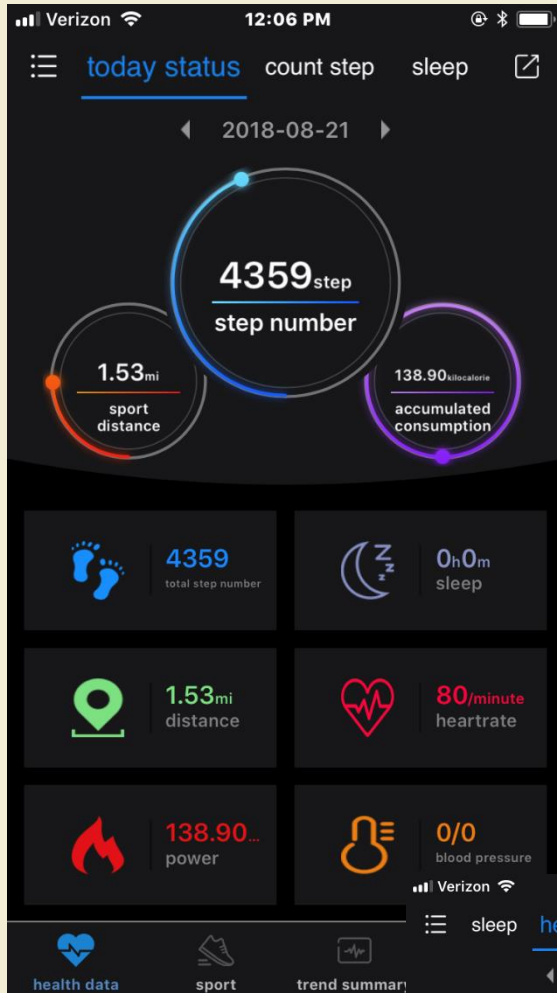 Verizon 12:06 PM
today status count step sleep
2018-08-21
4359step
step number
1.53mi
sport
distance
138.90kilocalorie
accumulated
consumption
4359
total step number
0h0m
sleep
1.53mi
distance
80/minute
heartrate
138.90...
power
0/0
blood pressure
Verizon
sleep
health data sport